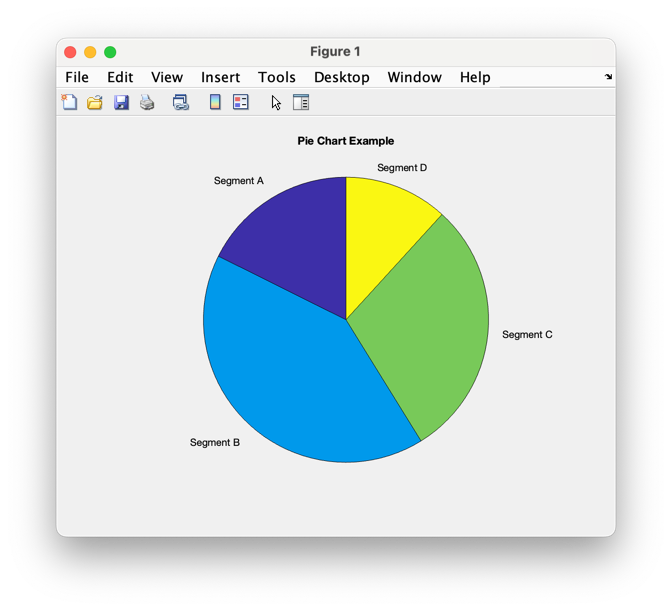 Figure 1
File Edit View Insert Tools Desktop Window Help
Pie Chart Example
Segment D
Segment A
Segment C
Segment B